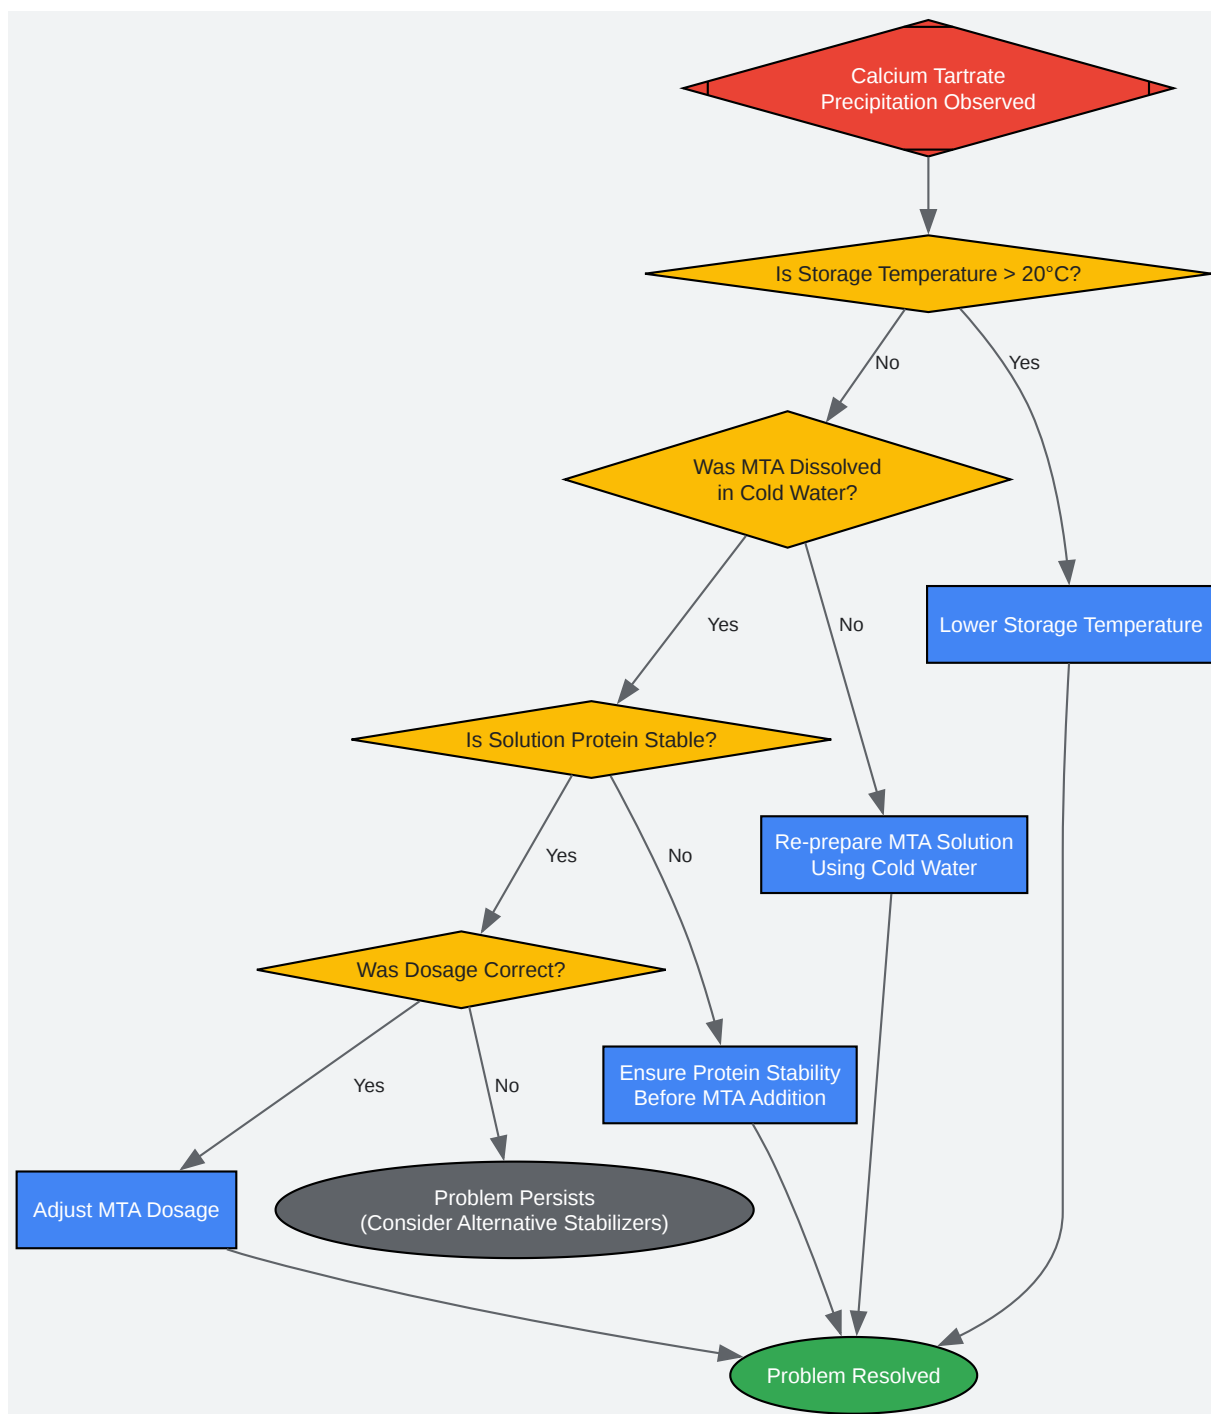 Calcium Tartrate
Precipitation Observed
Is Storage Temperature > 20°C?
No
Yes
Was MTA Dissolved
in Cold Water?
Yes
No
Lower Storage Temperature
Is Solution Protein Stable?
Yes
No
Re-prepare MTA Solution
Using Cold Water
Was Dosage Correct?
Yes
No
Ensure Protein Stability
Before MTA Addition
Adjust MTA Dosage
Problem Persists
(Consider Alternative Stabilizers)
Problem Resolved